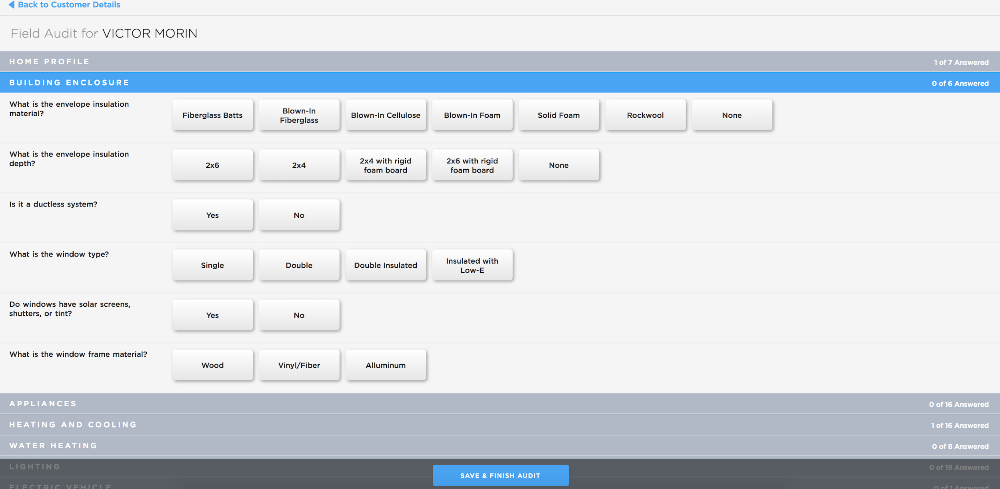 Back to Customer Details
Field Audit for VICTOR MORIN
HOME PROFILE
1 of 7 Answered
BUILDING ENCLOSURE
0 of 6 Answered
What is the envelope insulation
material?
Fiberglass Batts
Blown-In
Fiberglass
Blown-In Cellulose
Blown-In Foam
Solid Foam
Rockwool
None
What is the envelope insulation
depth?
2x6
2x4
2x4 with rigid
foam board
2x6 with rigid
foam board
None
Is it a ductless system?
Yes
No
What is the window type?
Single
Double
Double Insulated
Insulated with
Low-E
Do windows have solar screens,
shutters, or tint?
Yes
No
What is the window frame material?
Wood
Vinyl/Fiber
Alluminum
APPLIANCES
0 of 16 Answered
HEATING AND COOLING
1 of 16 Answered
WATER HEATING
0 of 8 Answered
LIGHTING
0 of 19 Answered
SAVE & FINISH AUDIT
ELECTRIC VEHICLE
0 of 1 Answered